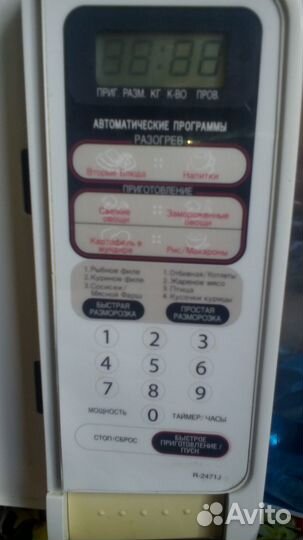 88:88
ПРИГ. РАЗМ. КГ К-ВО ПРОВ.
АВТОМАТИЧЕСКИЕ ПРОГРАММЫ
РАЗОГРЕВ
Вторые Блюда
Напитки
ПРИГОТОВЛЕНИЕ
Свежие овощи
Замороженные овощи
Картофель в мундире
Рис/Макароны
1. Рыбное филе
2. Куриное филе
3. Сосиски/
Мясной Фарш
1. Отбивная/Котлеты
2. Жареное мясо
3. Птица
4. Кусочки курицы
БЫСТРАЯ РАЗМОРОЗКА
ПРОСТАЯ РАЗМОРОЗКА
1 2 3
4 5 6
7 8 9
МОЩНОСТЬ 0 ТАЙМЕР/ЧАСЫ
СТОП/СБРОС
БЫСТРОЕ ПРИГОТОВЛЕНИЕ/ ПУСК
R-2471J
Avito